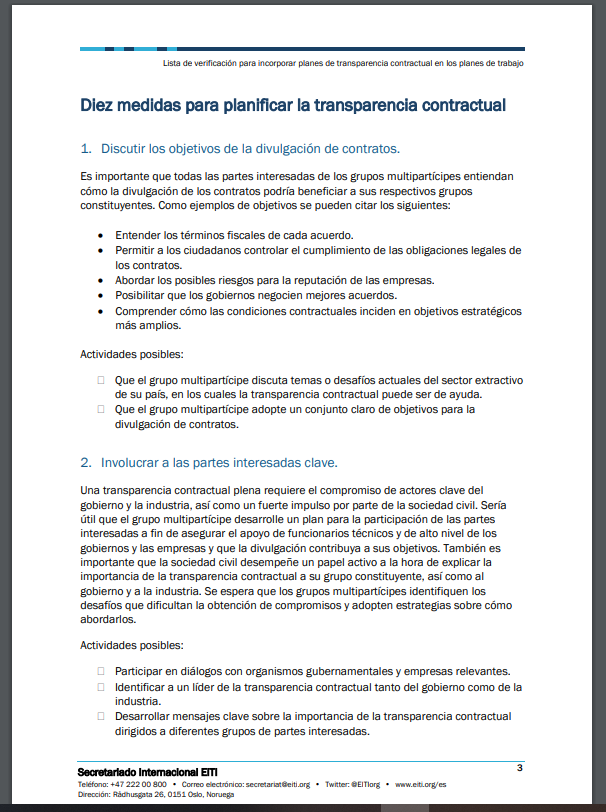 Lista de verificación para incorporar planes de transparencia contractual en los planes de trabajo
Diez medidas para planificar la transparencia contractual
1. Discutir los objetivos de la divulgación de contratos.
Es importante que todas las partes interesadas de los grupos multipartícipes entiendan
cómo la divulgación de los contratos podría beneficiar a sus respectivos grupos
constituyentes. Como ejemplos de objetivos se pueden citar los siguientes:
• Entender los términos fiscales de cada acuerdo.
• Permitir a los ciudadanos controlar el cumplimiento de las obligaciones legales de
los contratos.
• Abordar los posibles riesgos para la reputación de las empresas.
• Posibilitar que los gobiernos negocien mejores acuerdos.
• Comprender cómo las condiciones contractuales inciden en objetivos estratégicos
más amplios.
Actividades posibles:
□ Que el grupo multipartícipe discuta temas o desafíos actuales del sector extractivo
de su país, en los cuales la transparencia contractual puede ser de ayuda.
□ Que el grupo multipartícipe adopte un conjunto claro de objetivos para la
divulgación de contratos.
2. Involucrar a las partes interesadas clave.
Una transparencia contractual plena requiere el compromiso de actores clave del
gobierno y la industria, así como un fuerte impulso por parte de la sociedad civil. Sería
útil que el grupo multipartícipe desarrolle un plan para la participación de las partes
interesadas a fin de asegurar el apoyo de funcionarios técnicos y de alto nivel de los
gobiernos y las empresas y que la divulgación contribuya a sus objetivos. También es
importante que la sociedad civil desempeñe un papel activo a la hora de explicar la
importancia de la transparencia contractual a su grupo constituyente, así como al
gobierno y a la industria. Se espera que los grupos multipartícipes identifiquen los
desafíos que dificultan la obtención de compromisos y adopten estrategias sobre cómo
abordarlos.
Actividades posibles:
□ Participar en diálogos con organismos gubernamentales y empresas relevantes.
□ Identificar a un líder de la transparencia contractual tanto del gobierno como de la
industria.
□ Desarrollar mensajes clave sobre la importancia de la transparencia contractual
dirigidos a diferentes grupos de partes interesadas.
3
Secretariado Internacional EITI
Teléfono: +47 222 00 800 • Correo electrónico: secretariat@eiti.org • Twitter: @EITIorg • www.eiti.org/es
Dirección: Rådhusgata 26, 0151 Oslo, Noruega